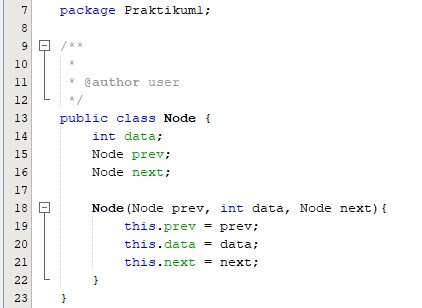 7 package Praktikum1;
8
9 /**
10 *
11 * @author user
12 */
13 public class Node {
14 int data;
15 Node prev;
16 Node next;
17
18 Node(Node prev, int data, Node next){
19 this.prev = prev;
20 this.data = data;
21 this.next = next;
22 }
23 }